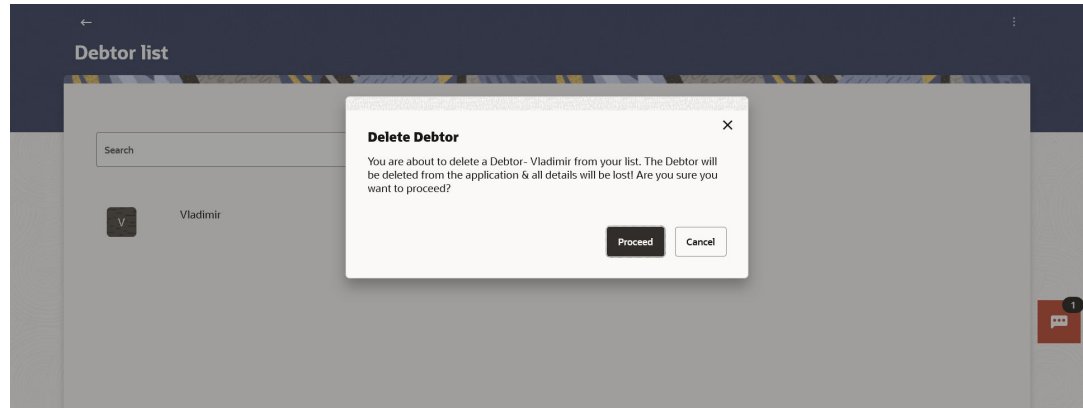 Debtor list
Search
V
Vladimir
Delete Debtor
You are about to delete a Debtor- Vladimir from your list. The Debtor will
be deleted from the application & all details will be lost! Are you sure you
want to proceed?
Proceed
Cancel
1